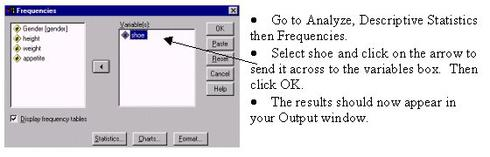 Frequencies
Gender [gender]
height
weight
appetite
Variable(s):
shoe
OK
Paste
Reset
Cancel
Help
Display frequency tables
Statistics...
Charts...
Format...
● Go to Analyze, Descriptive Statistics
then Frequencies.
● Select shoe and click on the arrow to
send it across to the variables box. Then
click OK.
● The results should now appear in
your Output window.